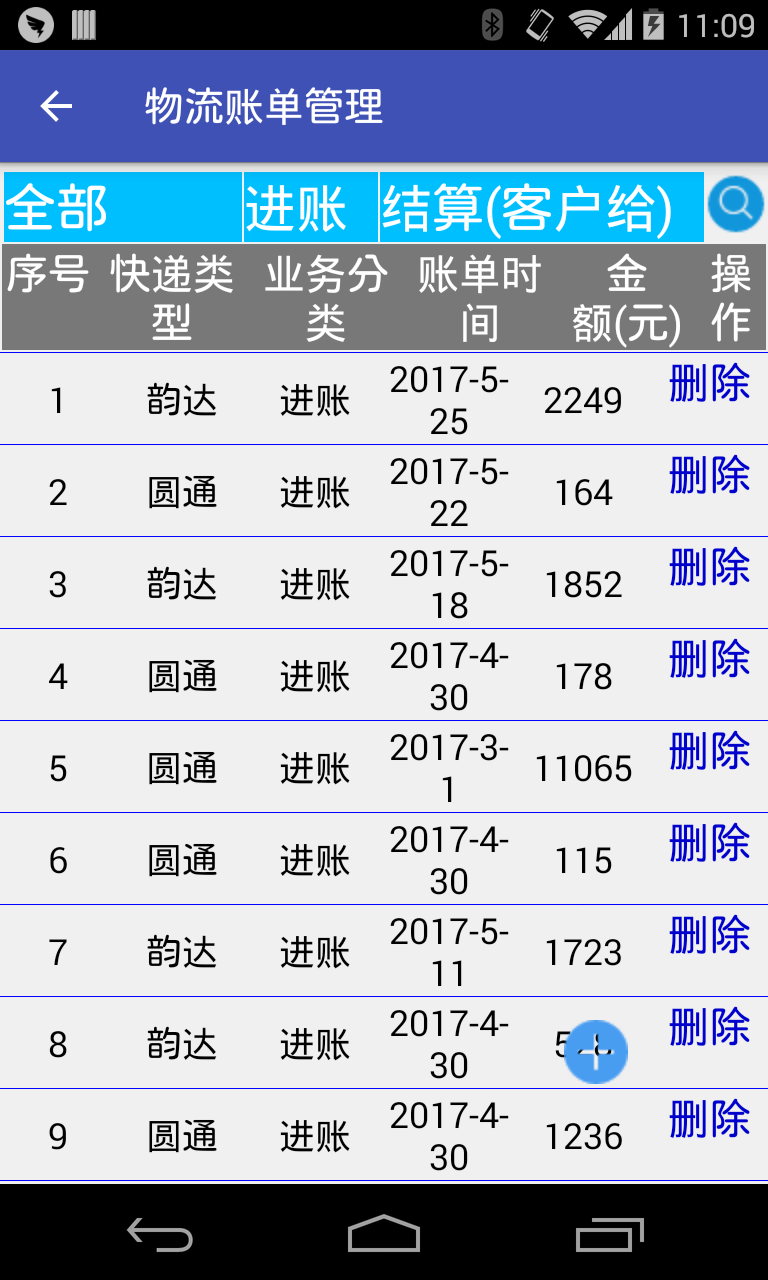 11:09
物流账单管理
全部 进账 结算(客户给)
序号 快递类 业务分 账单时 金 操
型 类 间 额(元) 作
1 韵达 进账 2017-5-25 2249 删除
2 圆通 进账 2017-5-22 164 删除
3 韵达 进账 2017-5-18 1852 删除
4 圆通 进账 2017-4-30 178 删除
5 圆通 进账 2017-3-1 11065 删除
6 圆通 进账 2017-4-30 115 删除
7 韵达 进账 2017-5-11 1723 删除
8 韵达 进账 2017-4-30 删除
9 圆通 进账 2017-4-30 1236 删除